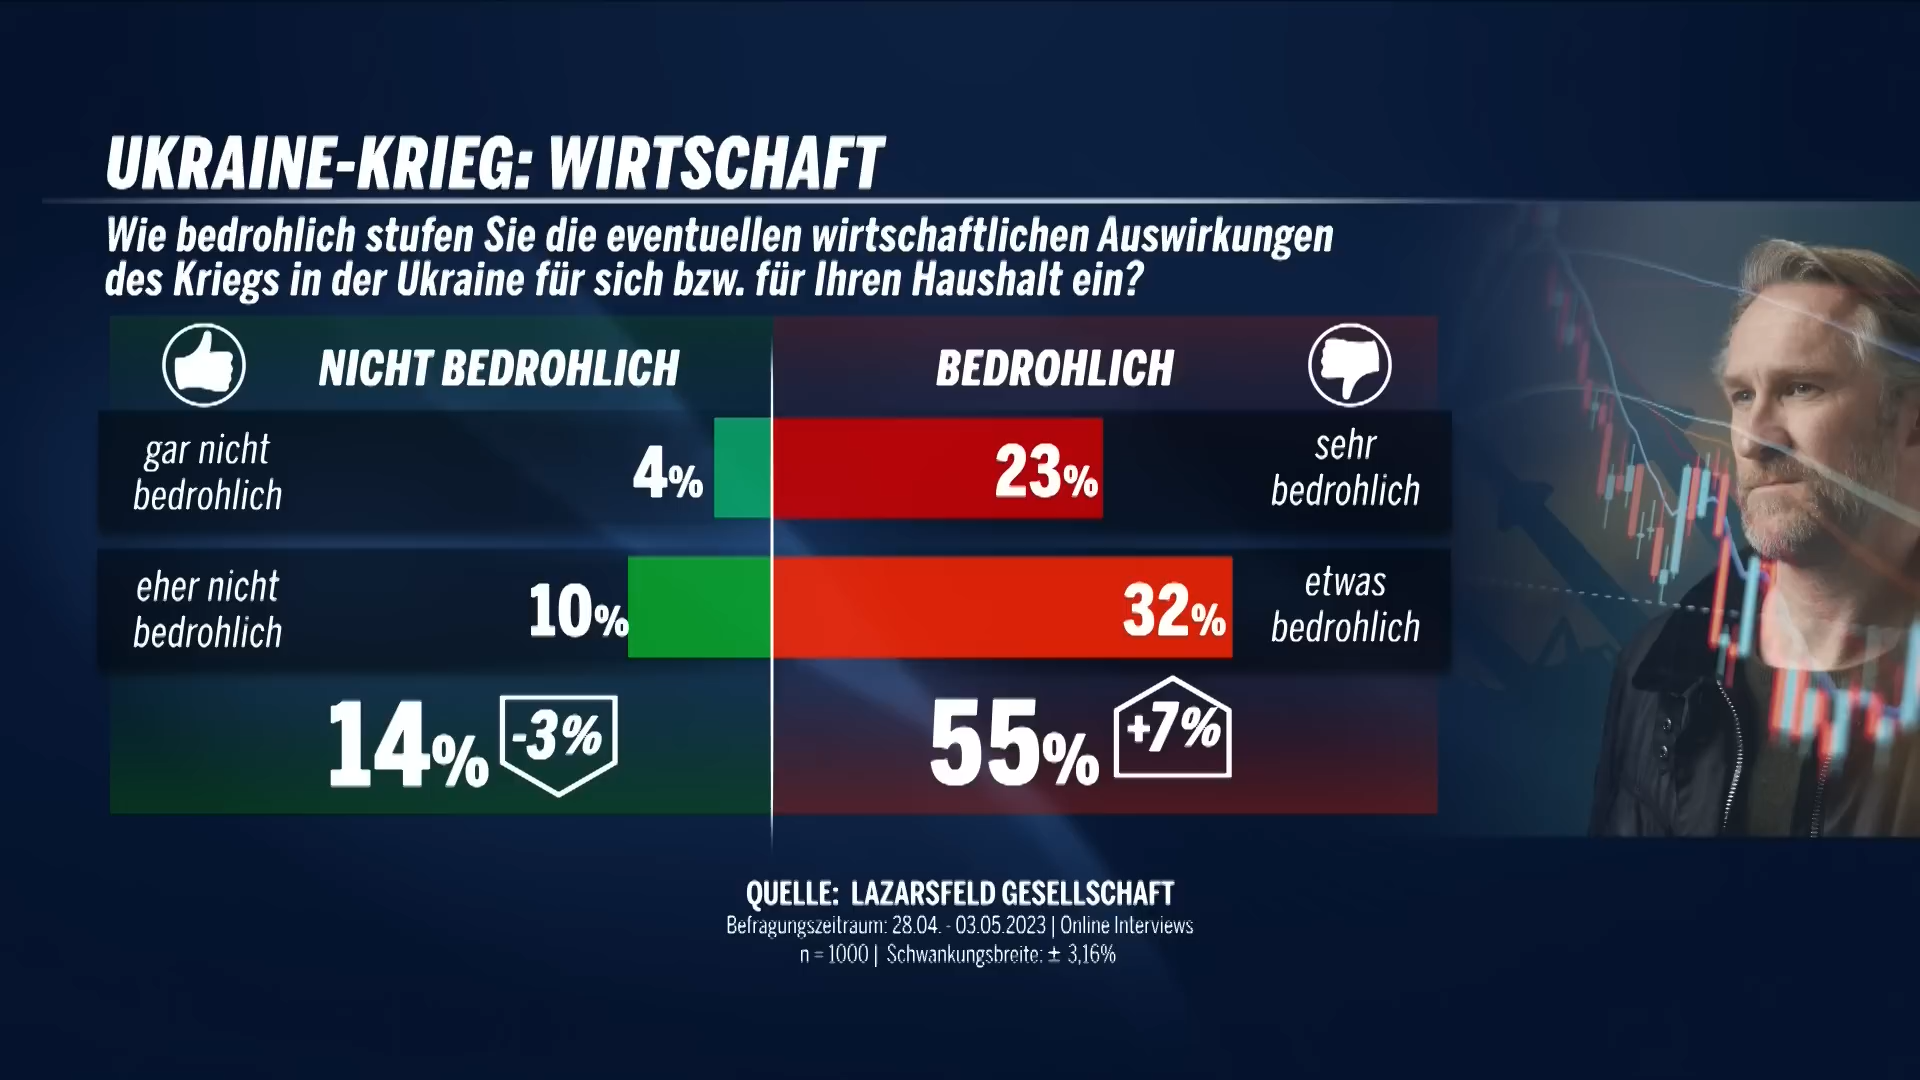 UKRAINE-KRIEG: WIRTSCHAFT
Wie bedrohlich stufen Sie die eventuellen wirtschaftlichen Auswirkungen
des Kriegs in der Ukraine für sich bzw. für Ihren Haushalt ein?
NICHT BEDROHLICH
BEDROHLICH
gar nicht
bedrohlich
4%
23%
sehr
bedrohlich
eher nicht
bedrohlich
10%
32%
etwas
bedrohlich
14% -3%
55% +7%
QUELLE: LAZARSFELD GESELLSCHAFT
Befragungszeitraum: 28.04. - 03.05.2023 | Online Interviews
n = 1000 | Schwankungsbreite: ± 3,16%